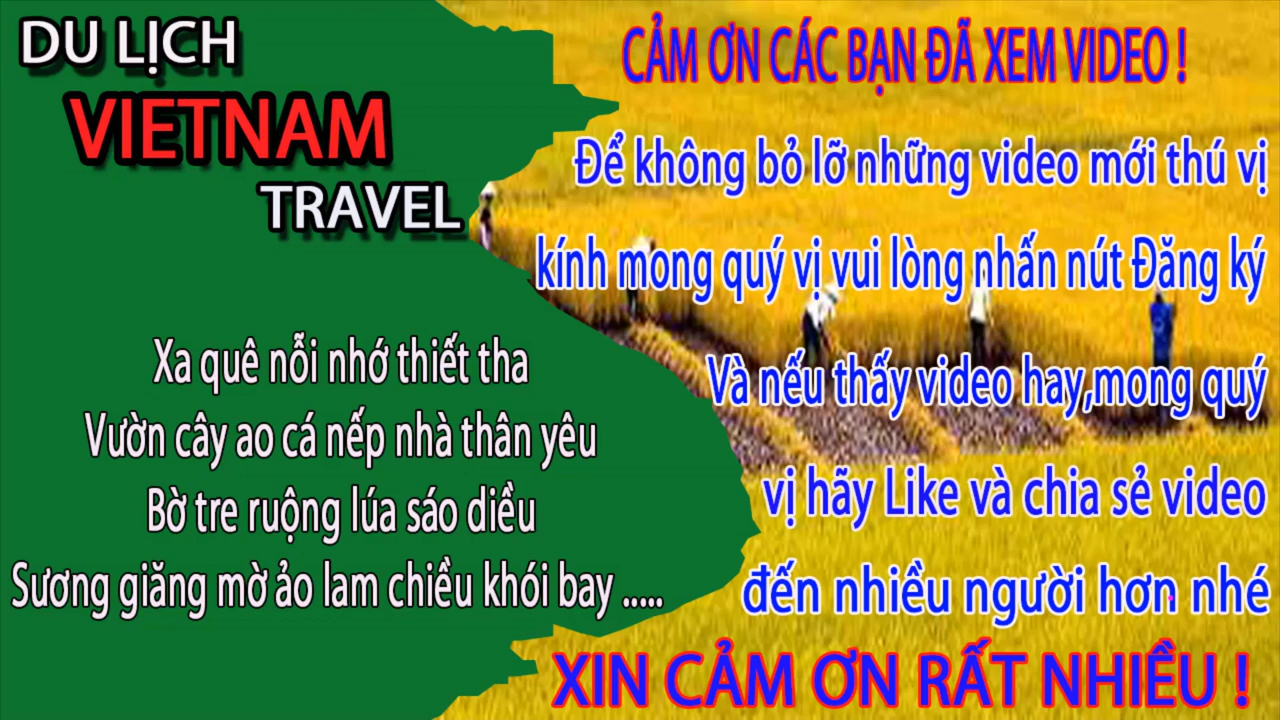 DU LỊCH
VIETNAM
TRAVEL
Xa quê nỗi nhớ thiết tha
Vườn cây ao cá nếp nhà thân yêu
Bờ tre ruộng lúa sáo diều
Sương giăng mờ ảo lam chiều khói bay .....
CẢM ƠN CÁC BẠN ĐÃ XEM VIDEO !
Để không bỏ lỡ những video mới thú vị
kính mong quý vị vui lòng nhấn nút Đăng ký
Và nếu thấy video hay,mong quý
vị hãy Like và chia sẻ video
đến nhiều người hơn nhé
XIN CẢM ƠN RẤT NHIỀU !